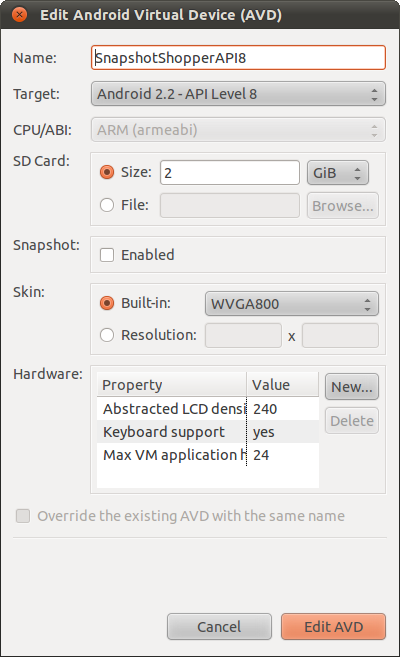 Edit Android Virtual Device (AVD)
Name: SnapshotShopperAPI8
Target: Android 2.2 - API Level 8
CPU/ABI: ARM (armeabi)
SD Card:
Size: 2 GiB
File: Browse...
Snapshot:
Enabled
Skin:
Built-in: WVGA800
Resolution: x
Hardware:
Property Value New...
Abstracted LCD densi 240 Delete
Keyboard support yes
Max VM application h 24
Override the existing AVD with the same name
Cancel Edit AVD